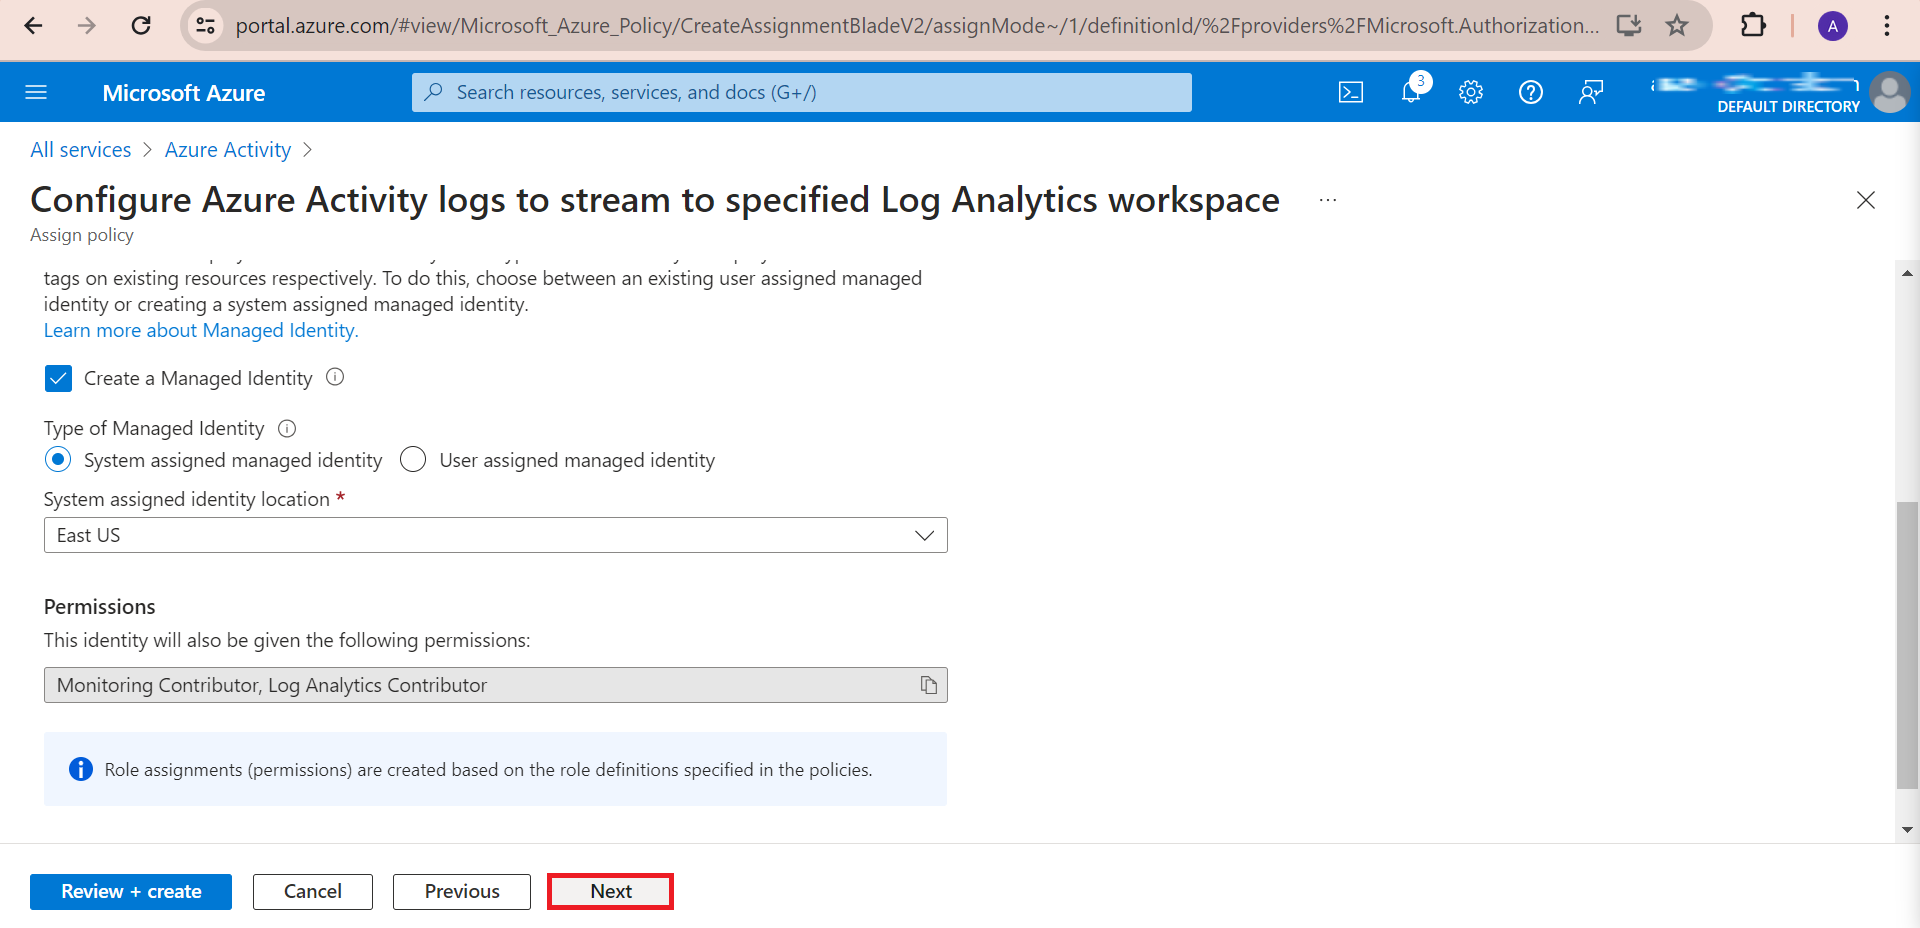 portal.azure.com/#view/Microsoft_Azure_Policy/CreateAssignmentBladeV2/assignMode~/1/definitionId/%2Fproviders%2FMicrosoft.Authorization...
A
Microsoft Azure
Search resources, services, and docs (G+/)
3
DEFAULT DIRECTORY
All services > Azure Activity >
Configure Azure Activity logs to stream to specified Log Analytics workspace ...
Assign policy
tags on existing resources respectively. To do this, choose between an existing user assigned managed
identity or creating a system assigned managed identity.
Learn more about Managed Identity.
Create a Managed Identity
Type of Managed Identity
System assigned managed identity
User assigned managed identity
System assigned identity location *
East US
Permissions
This identity will also be given the following permissions:
Monitoring Contributor, Log Analytics Contributor
Role assignments (permissions) are created based on the role definitions specified in the policies.
Review + create
Cancel
Previous
Next